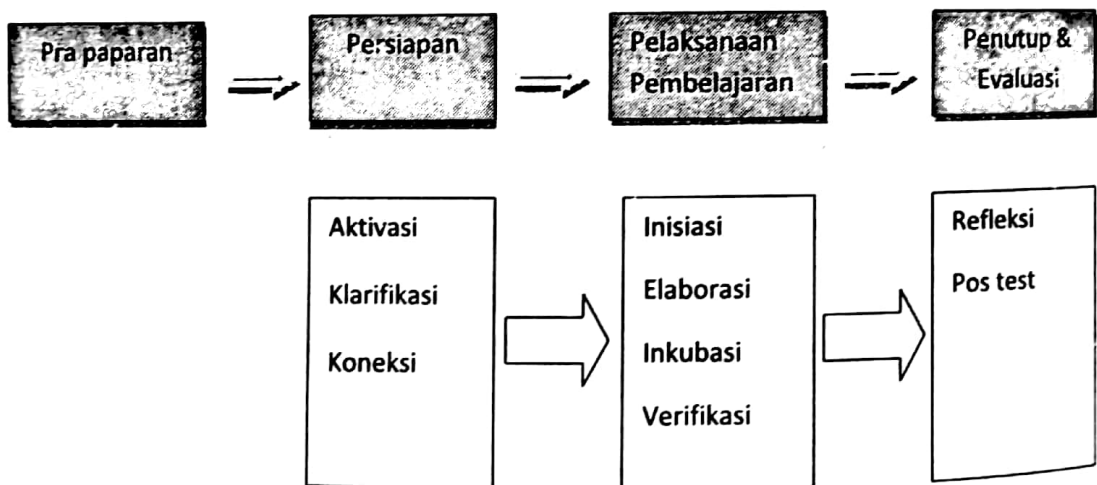 Pra paparan
Persiapan
Pelaksanaan
Pembelajaran
Penutup &
Evaluasi
Aktivasi
Klarifikasi
Koneksi
Inisiasi
Elaborasi
Inkubasi
Verifikasi
Refleksi
Pos test